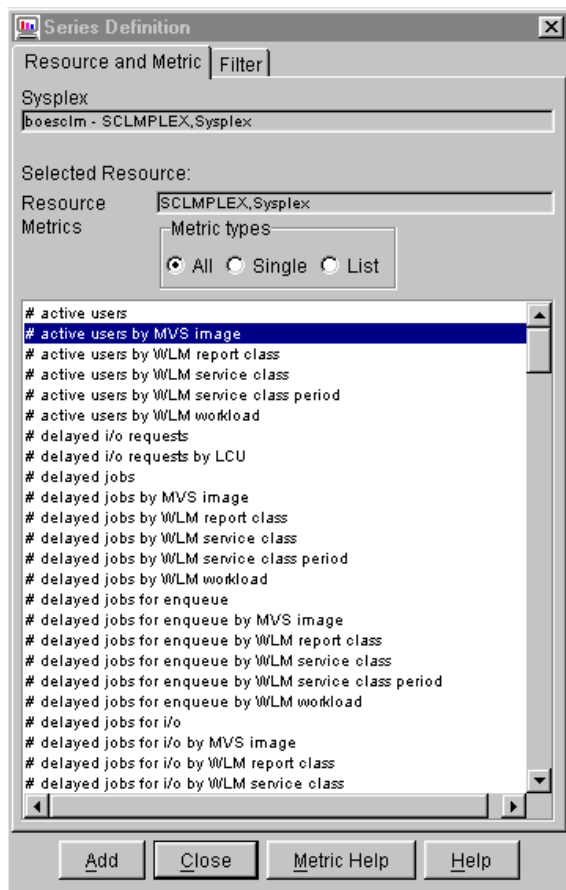 Series Definition
Resource and Metric Filter
Sysplex
boesclm - SCLMPLEX,Sysplex
Selected Resource:
Resource SCLMPLEX,Sysplex
Metrics Metric types
All Single List
# active users
# active users by MVS image
# active users by WLM report class
# active users by WLM service class
# active users by WLM service class period
# active users by WLM workload
# delayed i/o requests
# delayed i/o requests by LCU
# delayed jobs
# delayed jobs by MVS image
# delayed jobs by WLM report class
# delayed jobs by WLM service class
# delayed jobs by WLM service class period
# delayed jobs by WLM workload
# delayed jobs for enqueue
# delayed jobs for enqueue by MVS image
# delayed jobs for enqueue by WLM report class
# delayed jobs for enqueue by WLM service class
# delayed jobs for enqueue by WLM service class period
# delayed jobs for enqueue by WLM workload
# delayed jobs for i/o
# delayed jobs for i/o by MVS image
# delayed jobs for i/o by WLM report class
# delayed jobs for i/o by WLM service class
Add Close Metric Help Help